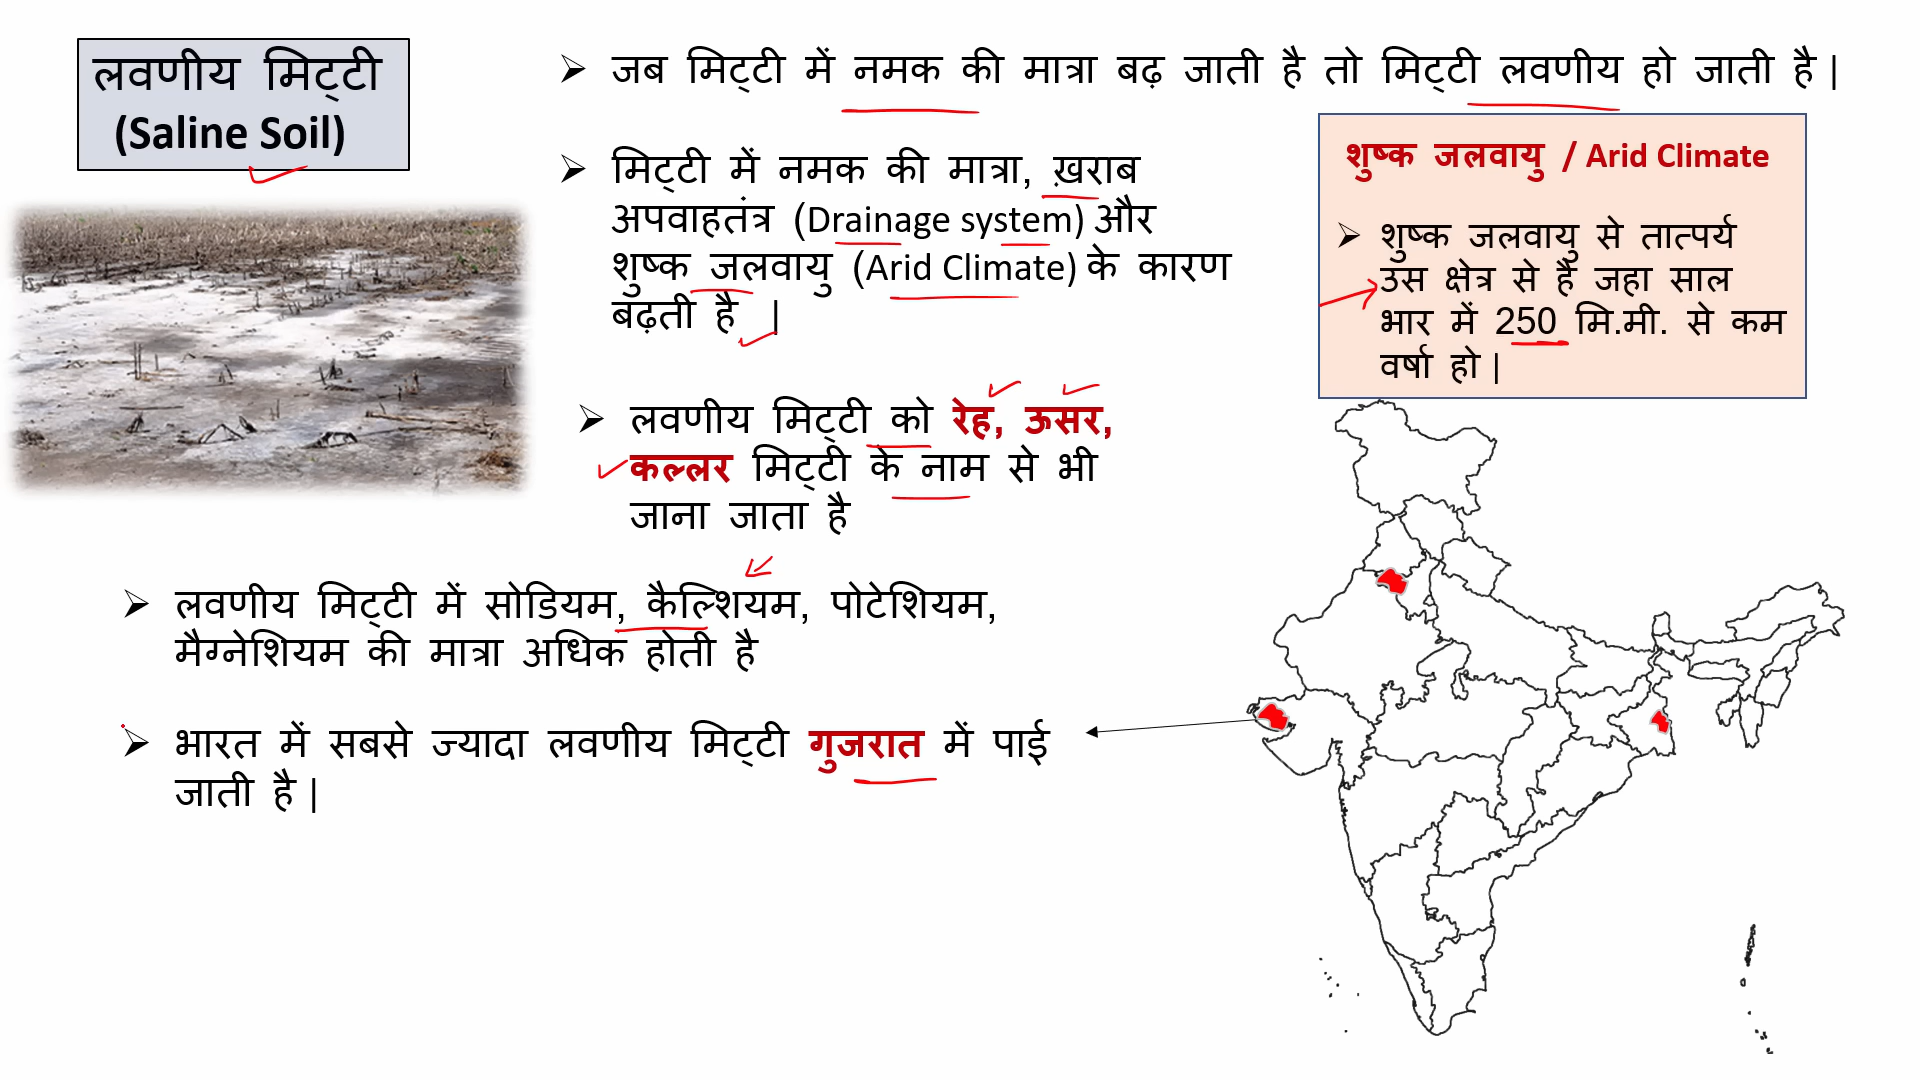 लवणीय मिट्टी
(Saline Soil)
➢ जब मिट्टी में नमक की मात्रा बढ़ जाती है तो मिट्टी लवणीय हो जाती है |
➢ मिट्टी में नमक की मात्रा, ख़राब
अपवाहतंत्र (Drainage system) और
शुष्क जलवायु (Arid Climate) के कारण
बढ़ती है |
शुष्क जलवायु / Arid Climate
➢ शुष्क जलवायु से तात्पर्य
उस क्षेत्र से है जहा साल
भार में 250 मि.मी. से कम
वर्षा हो |
➢ लवणीय मिट्टी को रेह, ऊसर,
कल्लर मिट्टी के नाम से भी
जाना जाता है
➢ लवणीय मिट्टी में सोडियम, कैल्शियम, पोटेशियम,
मैग्नेशियम की मात्रा अधिक होती है
➢ भारत में सबसे ज्यादा लवणीय मिट्टी गुजरात में पाई
जाती है |